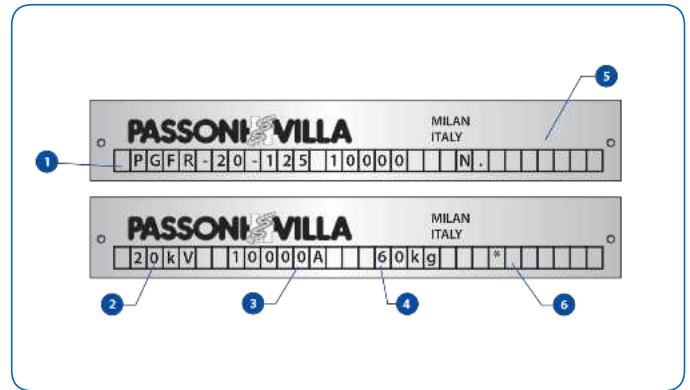 5
PASSONI VILLA
MILAN
ITALY
1
PGFR-20-125 10000 N.
PASSONI VILLA
MILAN
ITALY
20kV 10000A 60kg *
2
3
4
6